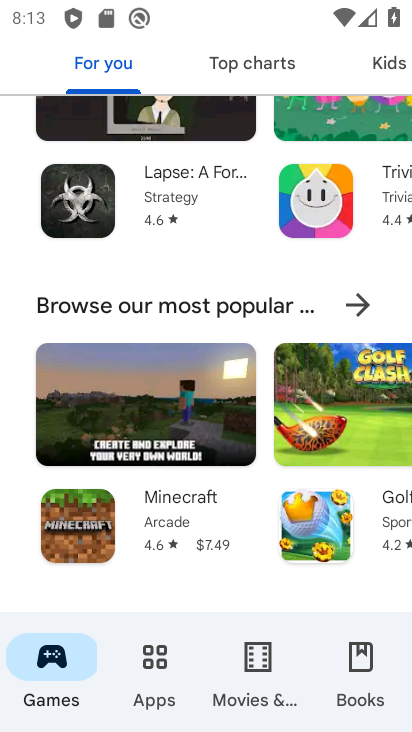 8:13
For you
Top charts
Kids
Lapse: A For...
Strategy
4.6 ★
Trivi
Trivia
4.4
Browse our most popular ...
CREATE AND EXPLORE
YOUR VERY OWN WORLD!
GOLF
CLASH
MINECRAFT
Minecraft
Arcade
4.6 ★ $7.49
Golf
Spor
4.2
Games
Apps
Movies &...
Books